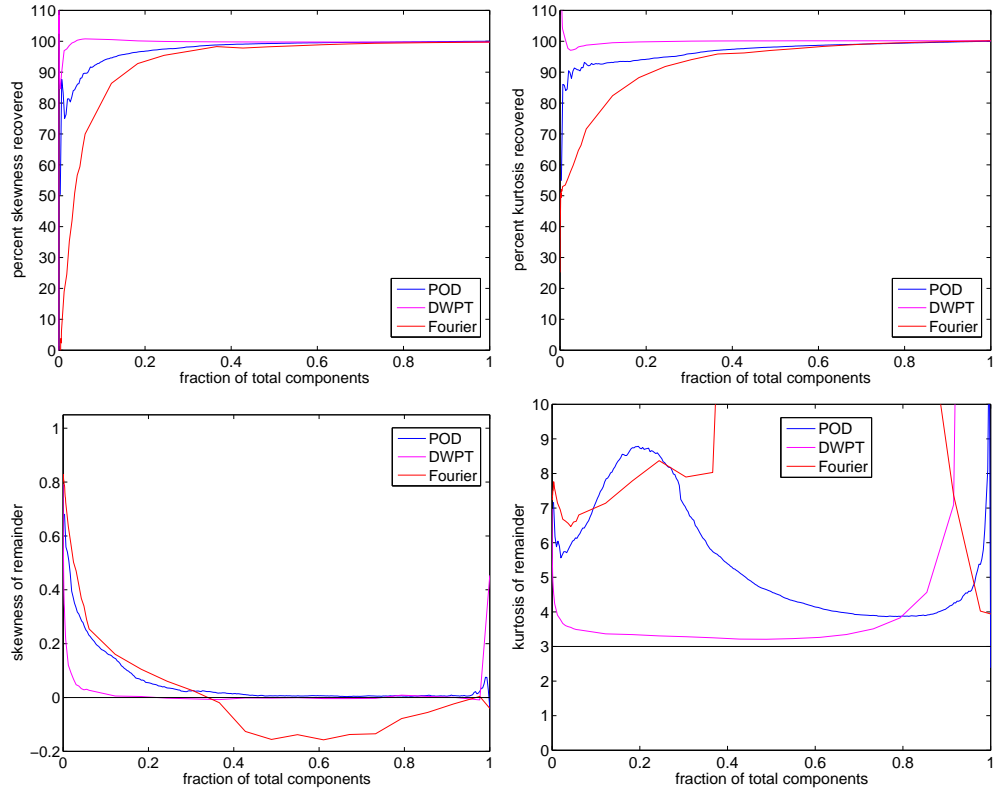 110
100
90
80
70
60
50
40
30
20
10
0
percent skewness recovered
POD
DWPT
Fourier
0 0.2 0.4 0.6 0.8 1
fraction of total components
110
100
90
80
70
60
50
40
30
20
10
0
percent kurtosis recovered
POD
DWPT
Fourier
0 0.2 0.4 0.6 0.8 1
fraction of total components
1
0.8
0.6
0.4
0.2
0
−0.2
skewness of remainder
POD
DWPT
Fourier
0 0.2 0.4 0.6 0.8 1
fraction of total components
10
9
8
7
6
5
4
3
2
1
0
kurtosis of remainder
POD
DWPT
Fourier
0 0.2 0.4 0.6 0.8 1
fraction of total components